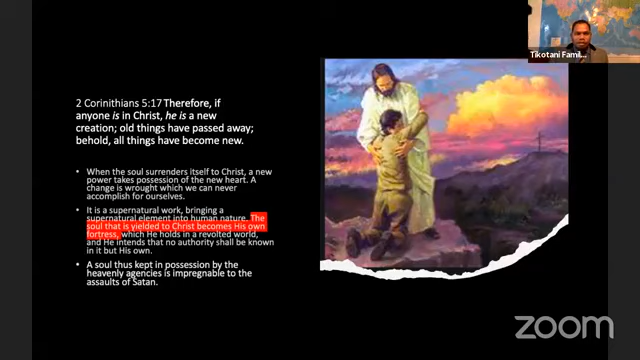 Tikotani Famil...
2 Corinthians 5:17 Therefore, if
anyone is in Christ, he is a new
creation; old things have passed away;
behold, all things have become new.
• When the soul surrenders itself to Christ, a new
power takes possession of the new heart. A
change is wrought which we can never
accomplish for ourselves.
• It is a supernatural work, bringing a
supernatural element into human nature. The
soul that is yielded to Christ becomes His own
fortress, which He holds in a revolted world,
and He intends that no authority shall be known
in it but His own.
• A soul thus kept in possession by the
heavenly agencies is impregnable to the
assaults of Satan.
zoom